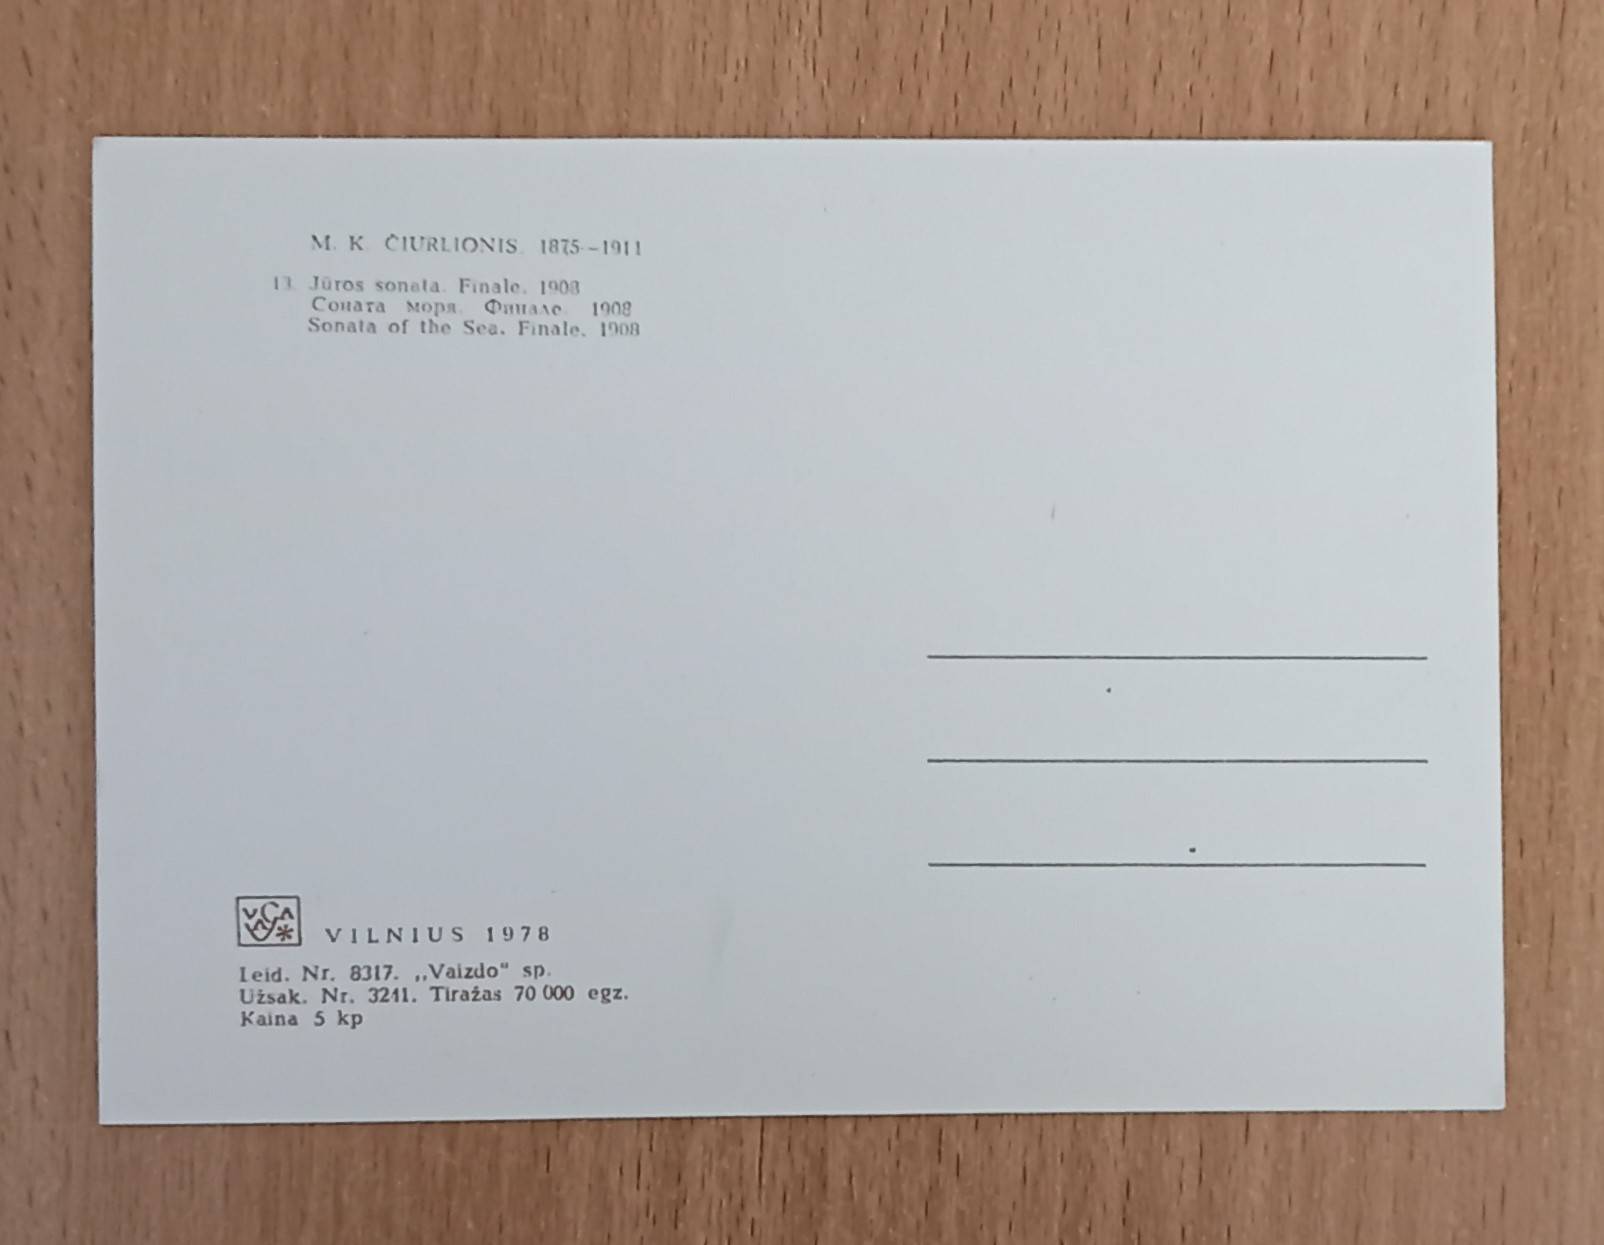 M. K. ČIURLIONIS. 1875–1911
13. Jūros sonata. Finale. 1908
Соната моря. Финале. 1908
Sonata of the Sea. Finale. 1908
VILNIUS 1978
Leid. Nr. 8317. „Vaizdo“ sp.
Užsak. Nr. 3241. Tiražas 70 000 egz.
Kaina 5 kp